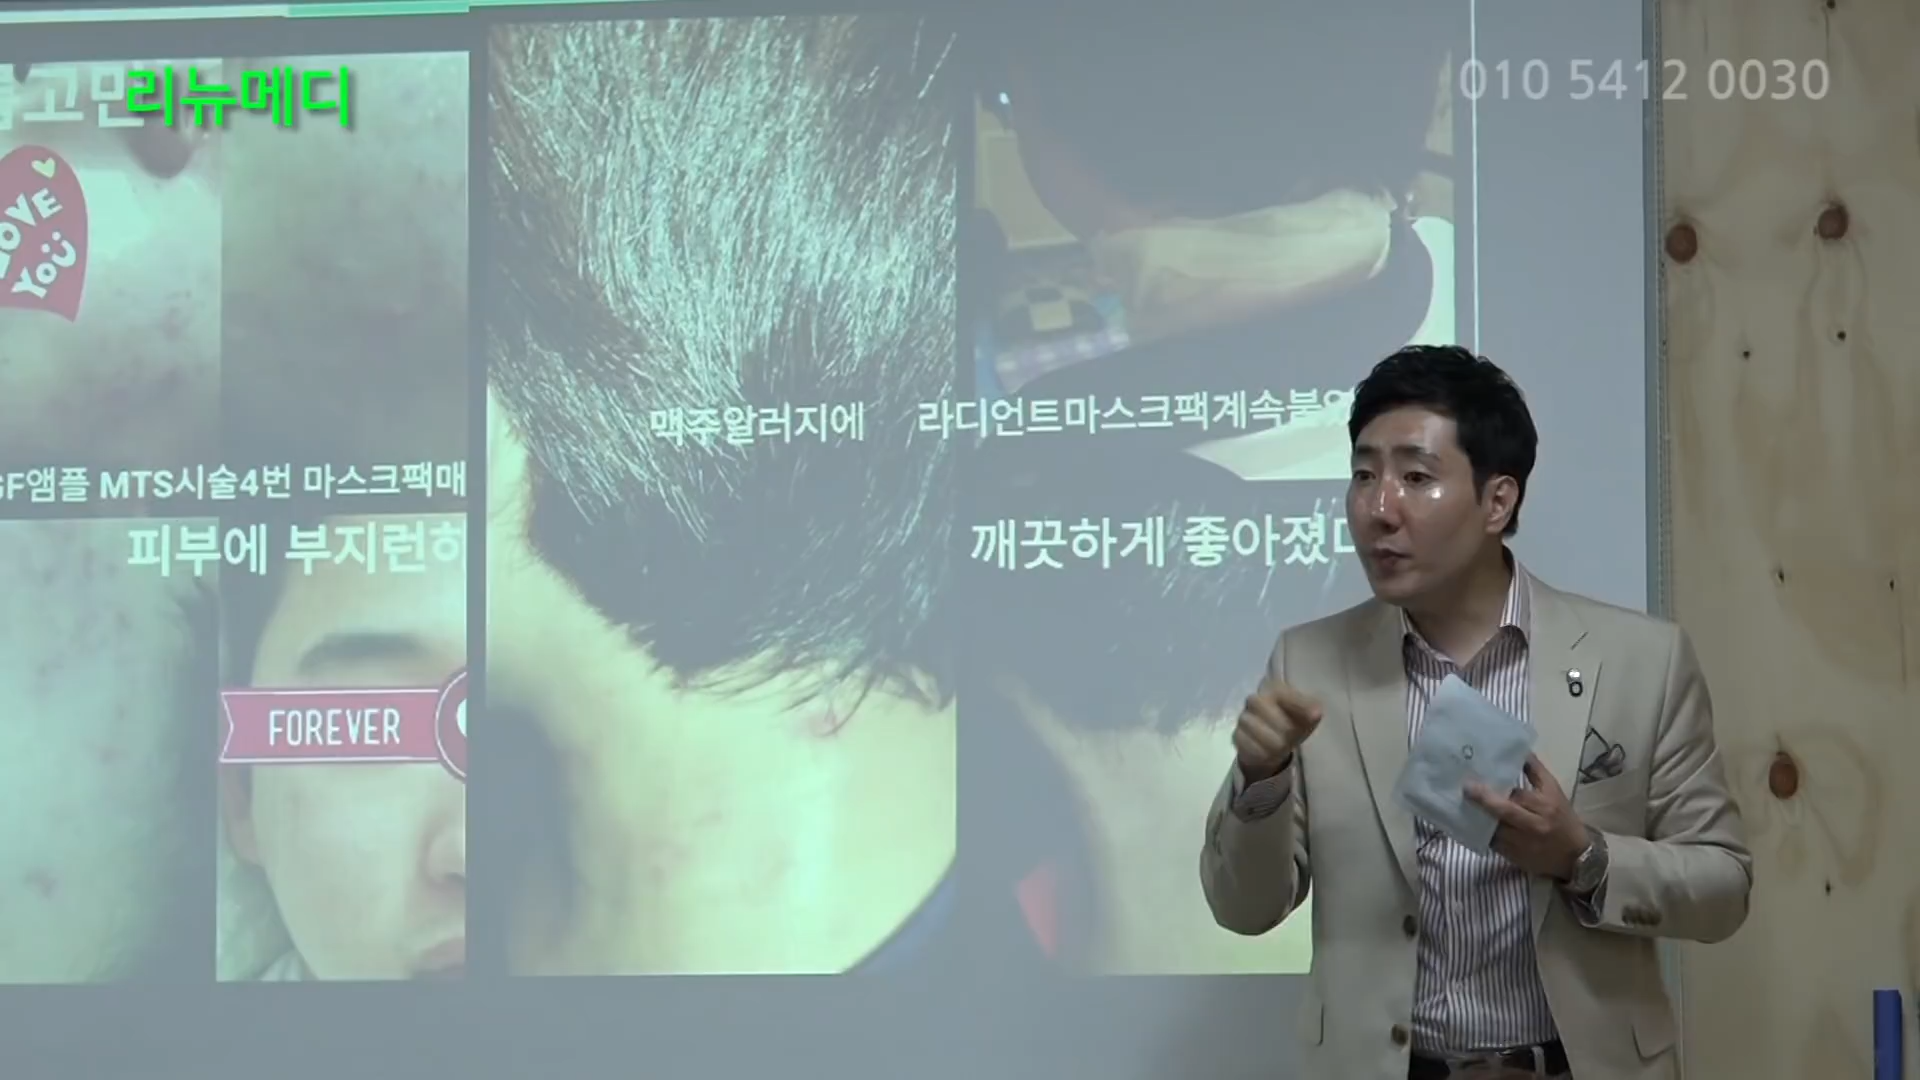 고민
리뉴메디
010 5412 0030
LOVE
YOU
맥주알러지에
라디언트마스크팩계속붙였
GF앰플 MTS시술4번 마스크팩매
피부에 부지런하
깨끗하게 좋아졌다
FOREVER